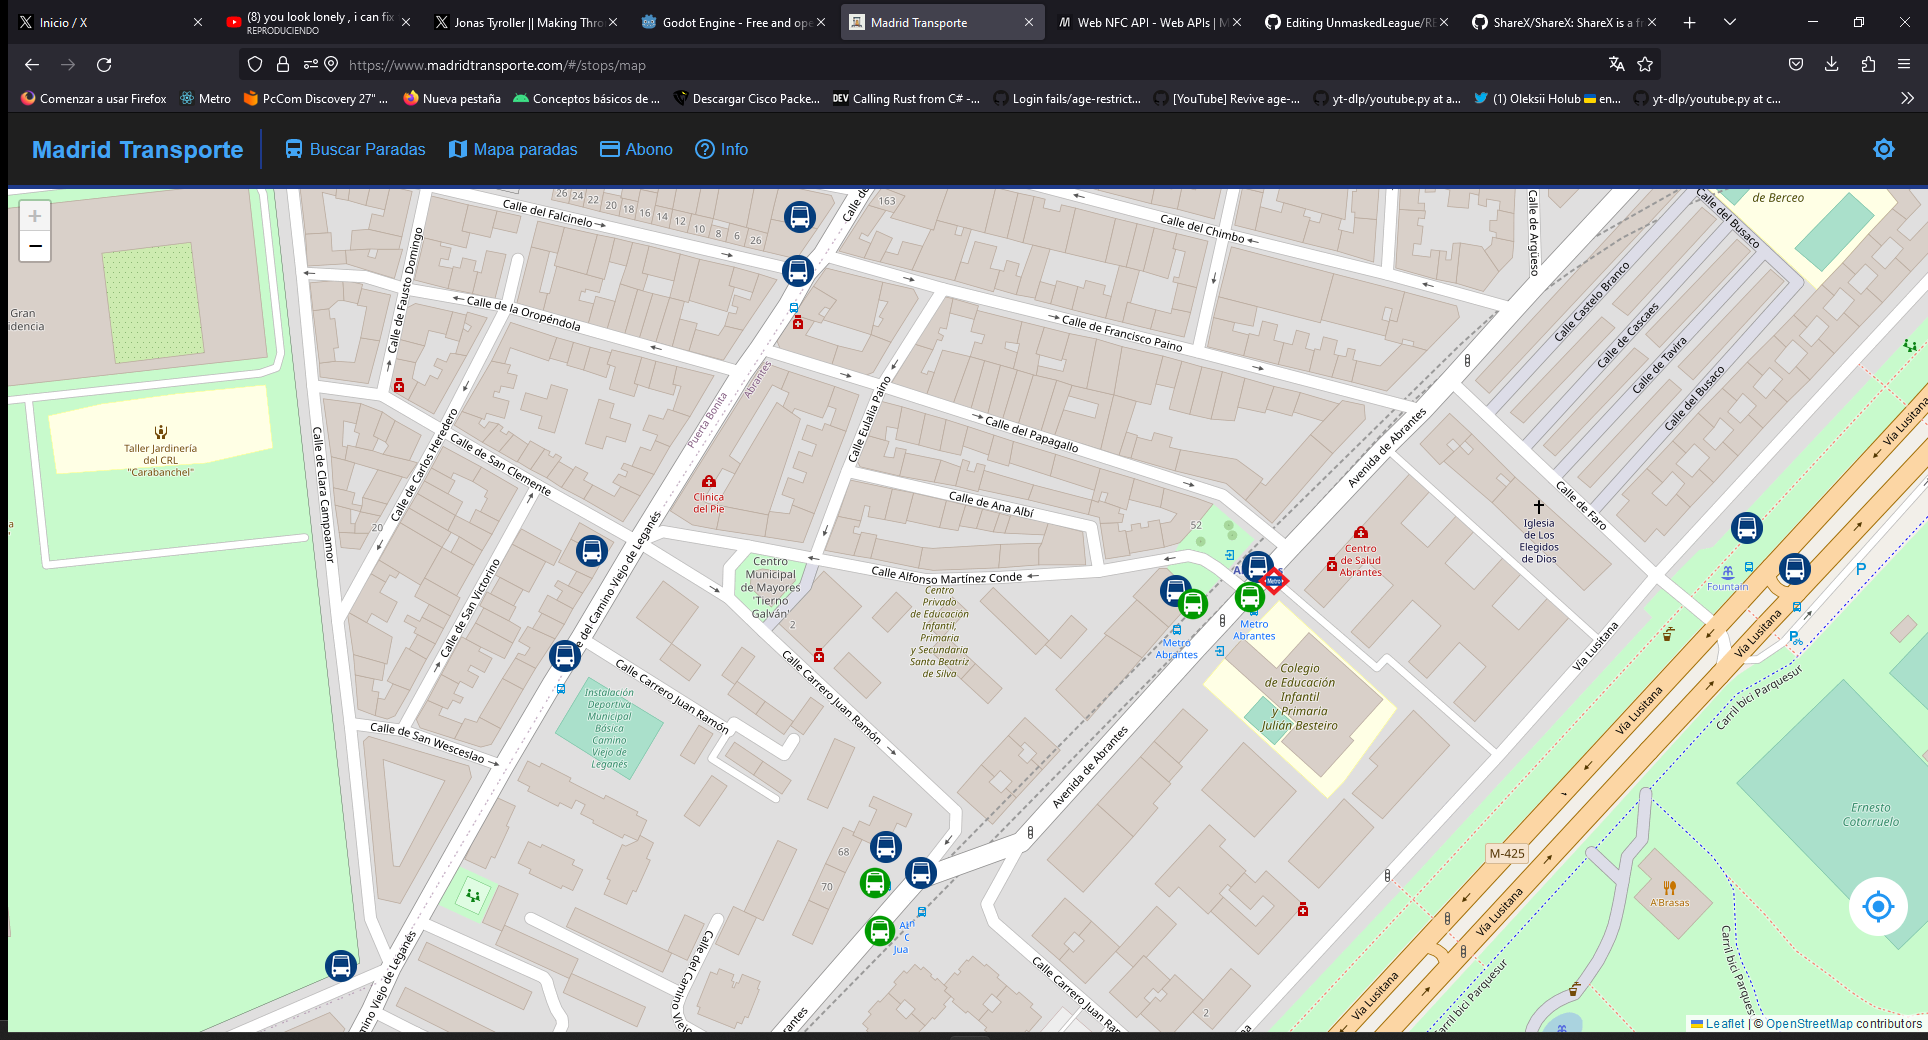 Inicio / X
(8) you look lonely , i can fix
REPRODUCIENDO
Jonas Tyroller || Making Thro
Godot Engine - Free and ope
Madrid Transporte
Web NFC API - Web APIs | M
Editing UnmaskedLeague/RE
ShareX/ShareX: ShareX is a fr
https://www.madridtransporte.com/#/stops/map
Comenzar a usar Firefox
Metro
PcCom Discovery 27" ...
Nueva pestaña
Conceptos básicos de ...
Descargar Cisco Packe...
DEV Calling Rust from C# -...
Login fails/age-restrict...
[YouTube] Revive age-...
yt-dlp/youtube.py at a...
(1) Oleksii Holub en...
yt-dlp/youtube.py at c...
Madrid Transporte
Buscar Paradas
Mapa paradas
Abono
Info
+
−
26 24 22 20 18 16 14 12 10 8 6 26
163
Calle del Falcinelo
Calle de
Calle del Chimbo
Calle de Argüeso
Calle del Busaco
de Berceo
Calle de Fausto Domingo
Calle de la Oropéndola
Gran
idencia
Calle de Francisco Paino
Calle Castelo Branco
Calle de Cascaes
Calle de Tavira
Calle del Busaco
Abrantes
Puerta Bonita
Calle Eulalia Paino
Calle del Papagallo
Avenida de Abrantes
Vía Lusitana
Taller Jardinería
del CRL
"Carabanchel"
Calle de Clara Campoamor
Calle de Carlos Heredero
Calle de San Clemente
20
Clinica
del Pie
Calle de Ana Albí
52
Calle de Faro
Iglesia
de Los
Elegidos
de Dios
Centro
de Salud
Abrantes
Calle de San Victorino
e del Camino Viejo de Leganés
Centro
Municipal
de Mayores
'Tierno
Galván'
2
Calle Alfonso Martínez Conde
Centro
Privado
de Educación
Infantil,
Primaria
y Secundaria
Santa Beatriz
de Silva
Metro
Metro
Abrantes
Metro
Abrantes
Fountain
P
P
Vía Lusitana
Vía Lusitana
Colegio
de Educación
Infantil
y Primaria
Julián Besteiro
Calle Carrero Juan Ramón
Calle Carrero Juan Ramón
Instalación
Deportiva
Municipal
Básica
Camino
Viejo de
Leganés
Calle de San Wesceslao
Avenida de Abrantes
Vía Lusitana
Carril bici Parquesur
Ernesto
Cotorruelo
68
70
M-425
A'Brasas
Vía Lusitana
Jua
Calle del Camino Viejo
mino Viejo de Leganés
Calle Carrero Juan Ram
2
rantes
na
Vía Lusitana
Carril bici Parquesur
Carril bici Parques
Leaflet | © OpenStreetMap contributors